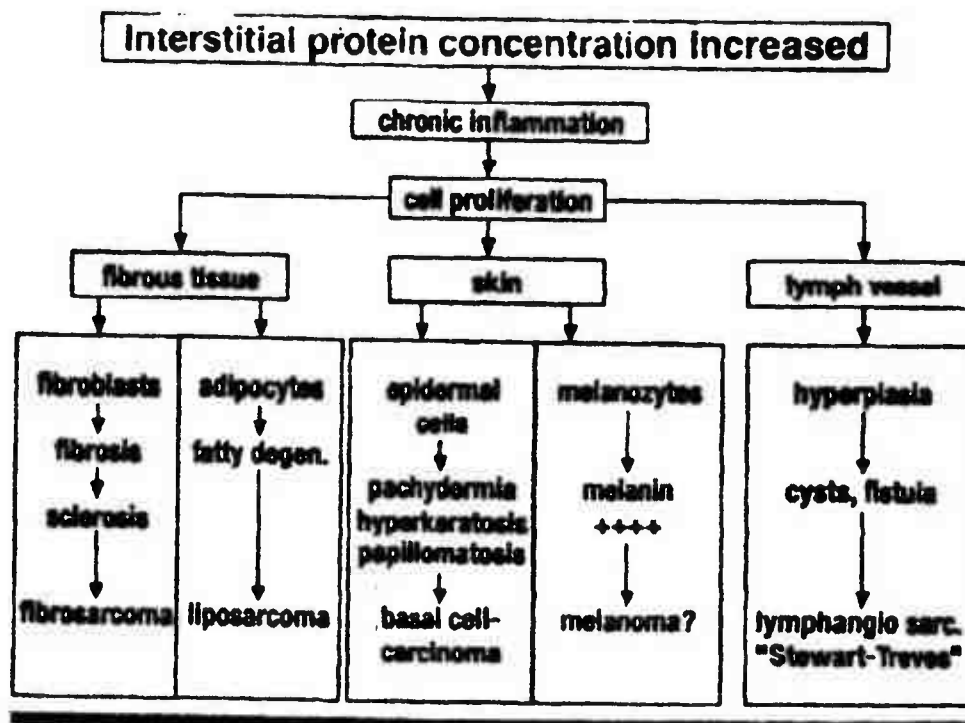 Interstitial protein concentration increased
chronic inflammation
cell proliferation
fibrous tissue
skin
lymph vessel
fibroblasts
fibrosis
sclerosis
fibrosarcoma
adipocytes
fatty degen.
liposarcoma
epidermal
cells
pachydermia
hyperkeratosis
papillomatosis
basal cell-
carcinoma
melanozytes
melanin
++++
melanoma?
hyperplasia
cysts, fistula
lymphangio sarc.
"Stewart-Treves"